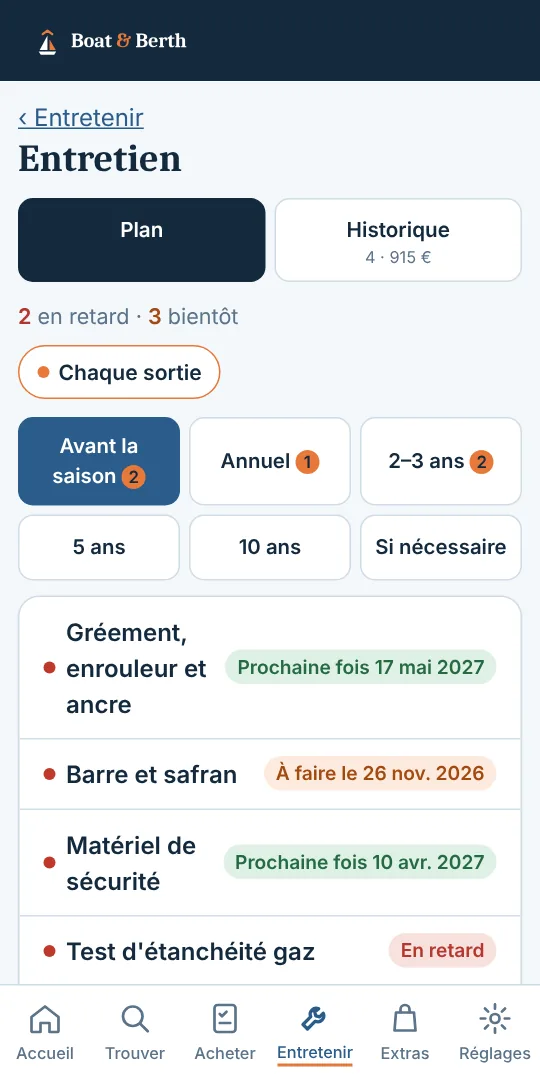 Boat & Berth
‹ Entretenir
Entretien
Plan
Historique
4 · 915 €
2 en retard · 3 bientôt
Chaque sortie
Avant la
saison 2
Annuel 1
2–3 ans 2
5 ans
10 ans
Si nécessaire
Gréement,
enrouleur et
ancre
Prochaine fois 17 mai 2027
Barre et safran
À faire le 26 nov. 2026
Matériel de
sécurité
Prochaine fois 10 avr. 2027
Test d'étanchéité gaz
En retard
Accueil
Trouver
Acheter
Entretenir
Extras
Réglages